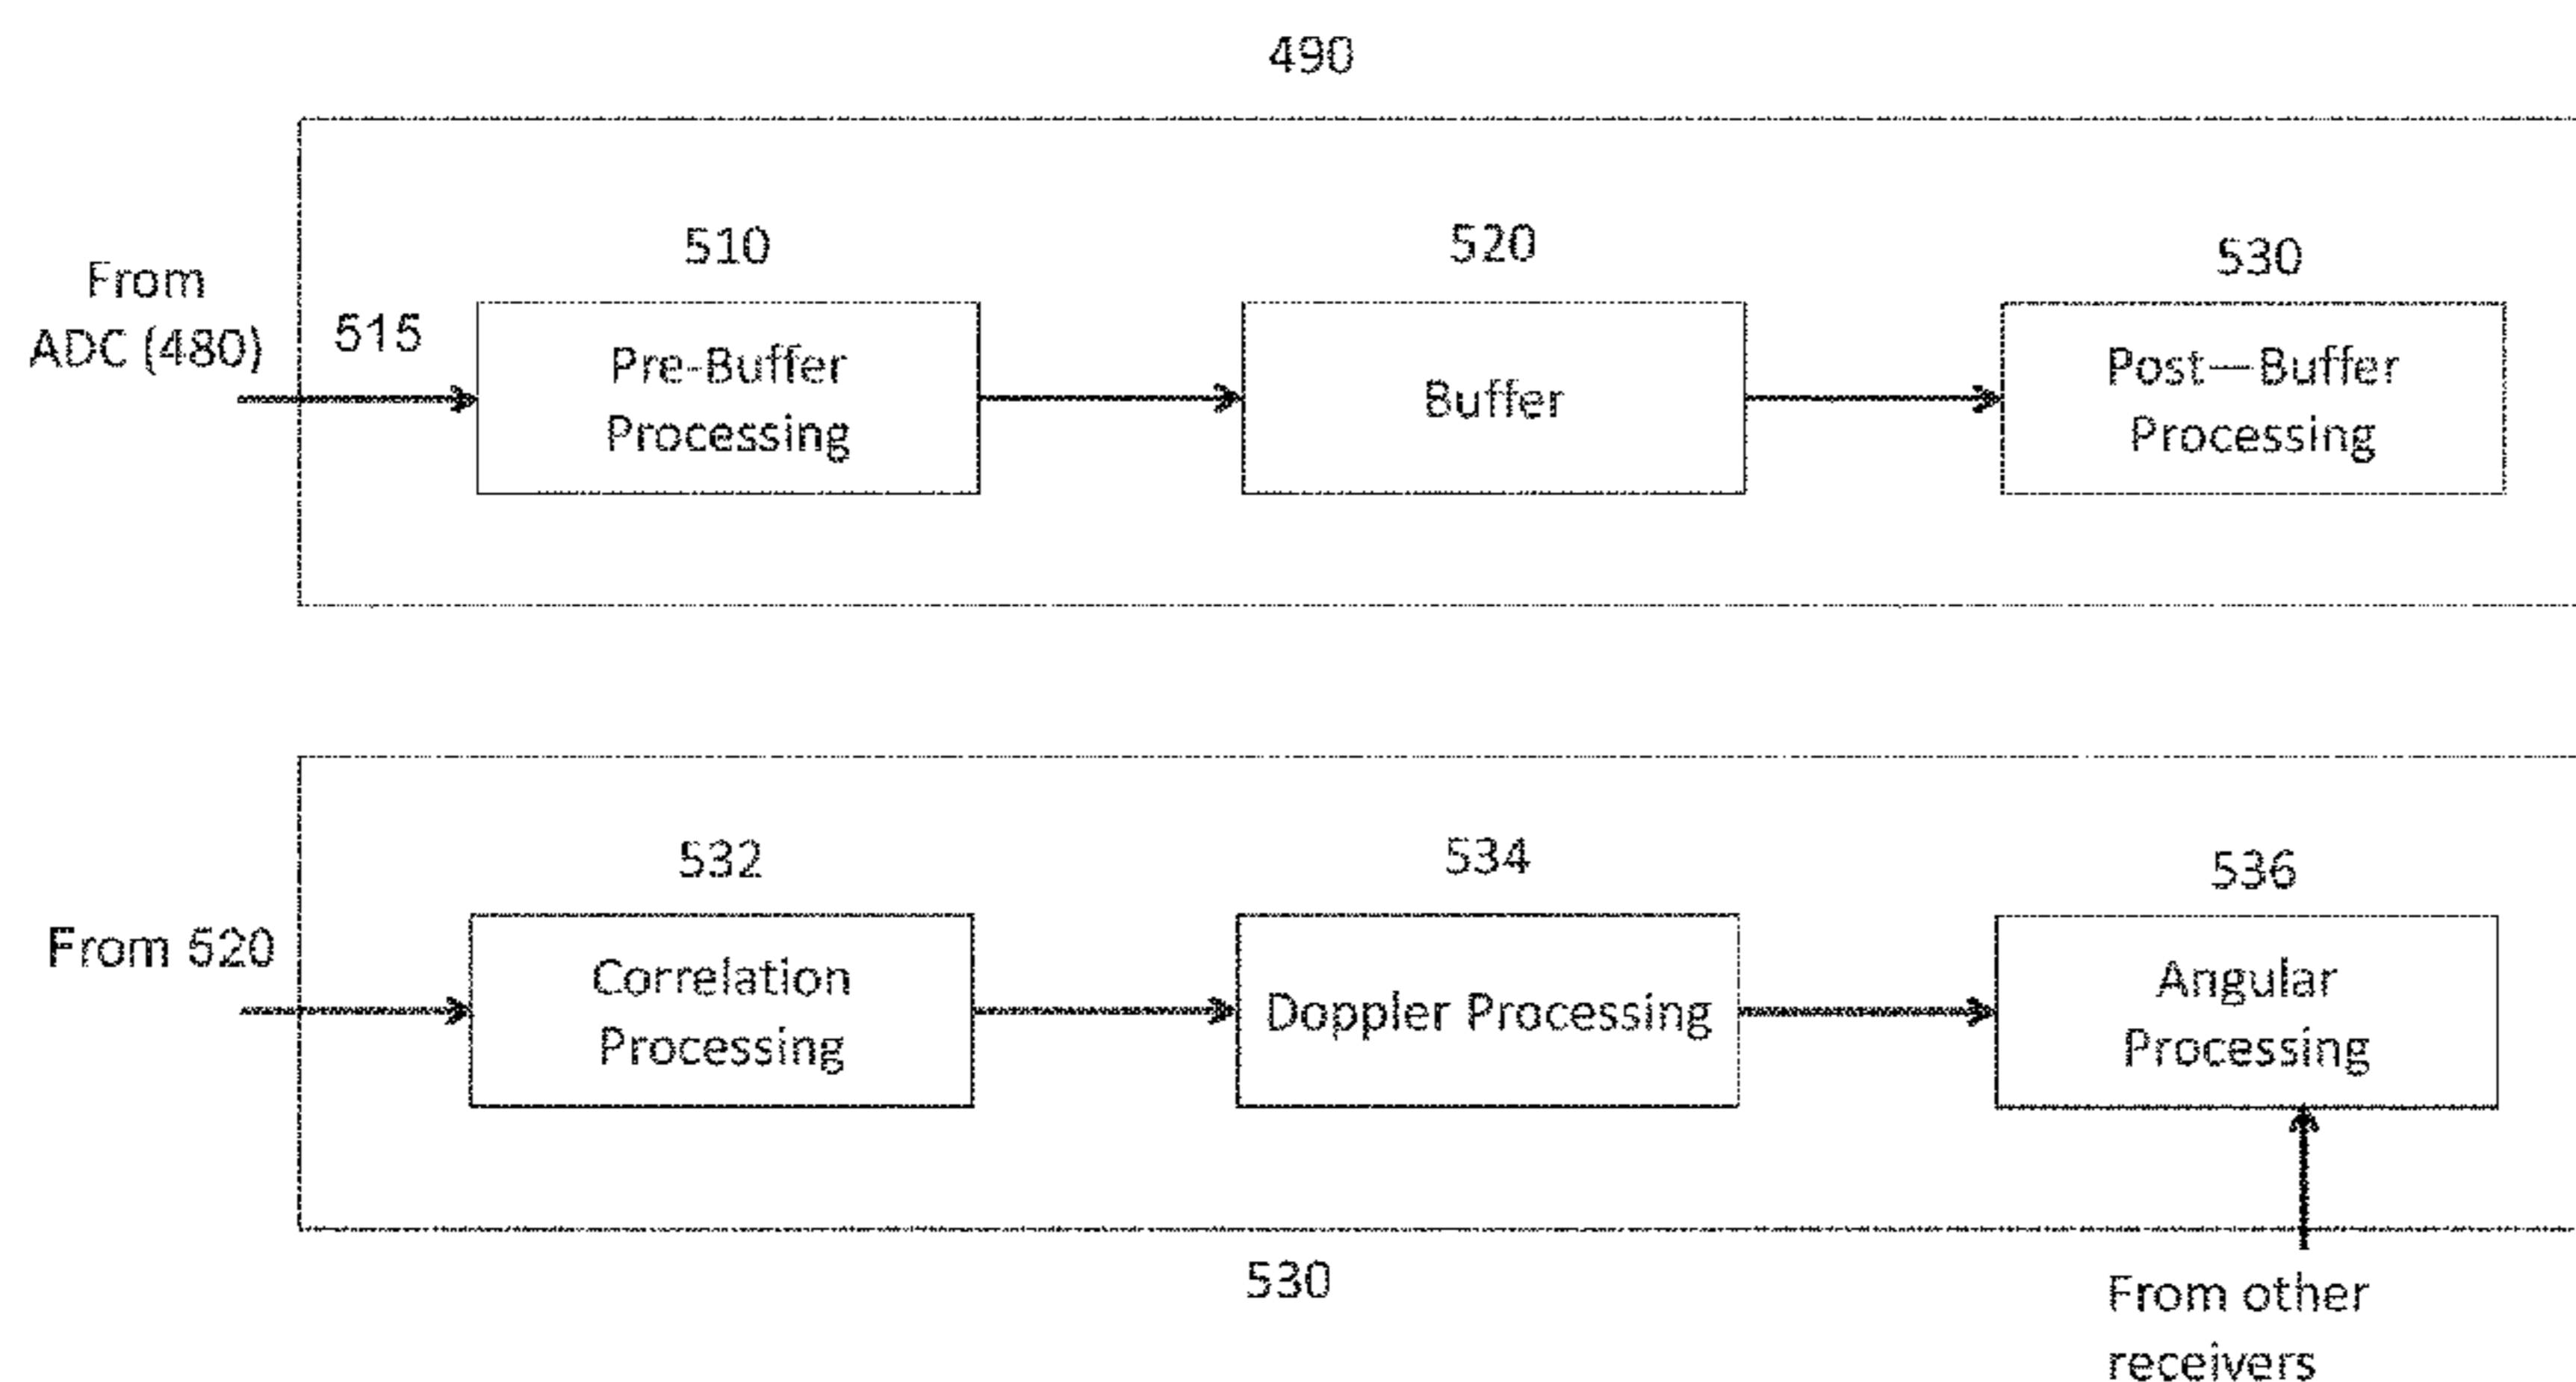 490
510
520
530
From
ADC (480)
515
Pre-Buffer
Processing
Buffer
Post—Buffer
Processing
532
534
536
From 520
Correlation
Processing
Doppler Processing
Angular
Processing
530
From other
receivers